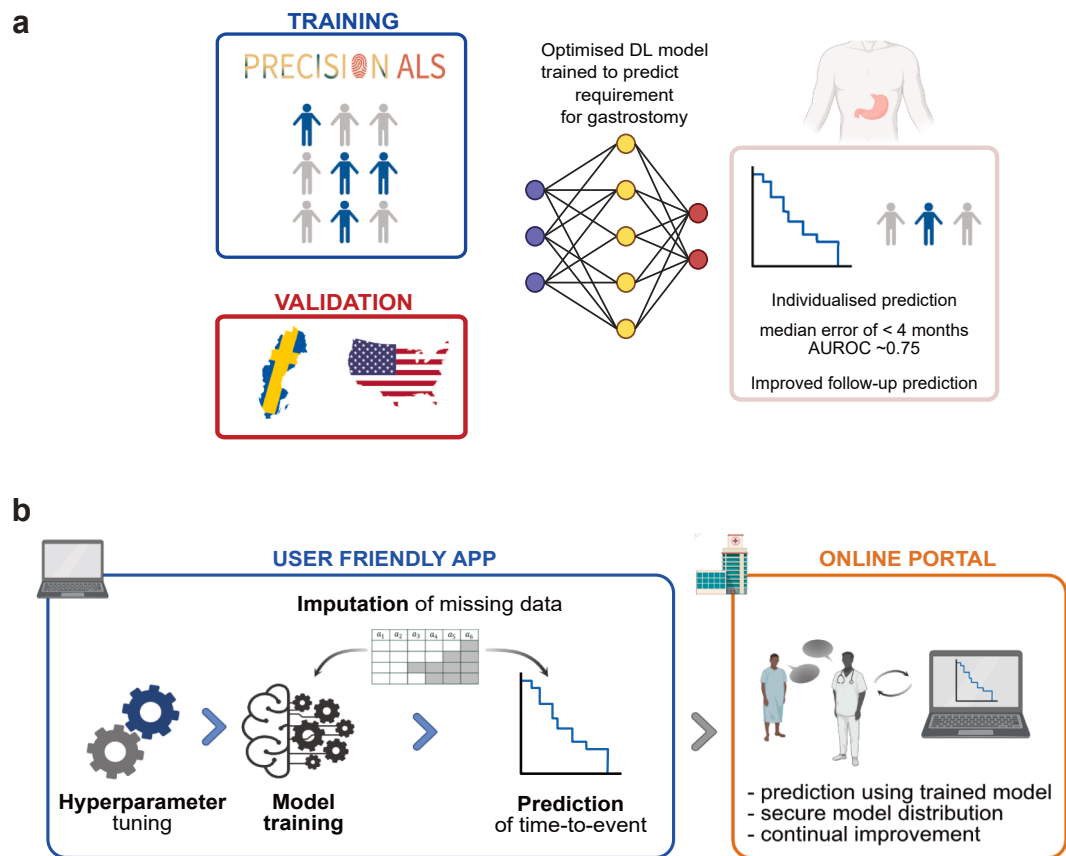 a
TRAINING
PRECISION ALS
Optimised DL model
trained to predict
requirement
for gastrostomy
Individualised prediction
median error of < 4 months
AUROC ~0.75
Improved follow-up prediction
VALIDATION
b
USER FRIENDLY APP
Imputation of missing data
a1 a2 a3 a4 a5 a6
Hyperparameter
tuning
Model
training
Prediction
of time-to-event
ONLINE PORTAL
- prediction using trained model
- secure model distribution
- continual improvement